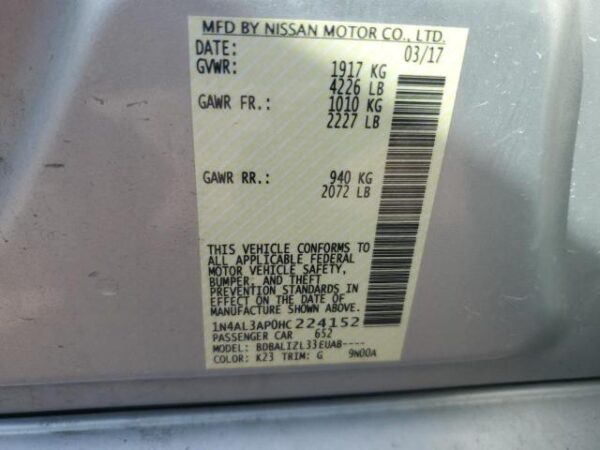 MFD BY NISSAN MOTOR CO., LTD.
DATE: 03/17
GVWR: 1917 KG
4226 LB
GAWR FR.: 1010 KG
2227 LB
GAWR RR.: 940 KG
2072 LB
THIS VEHICLE CONFORMS TO
ALL APPLICABLE FEDERAL
MOTOR VEHICLE SAFETY,
BUMPER, AND THEFT
PREVENTION STANDARDS IN
EFFECT ON THE DATE OF
MANUFACTURE SHOWN ABOVE.
1N4AL3AP0HC224152
PASSENGER CAR 652
MODEL: BDBALIZL33EUAB----
COLOR: K23 TRIM: G 9N00A